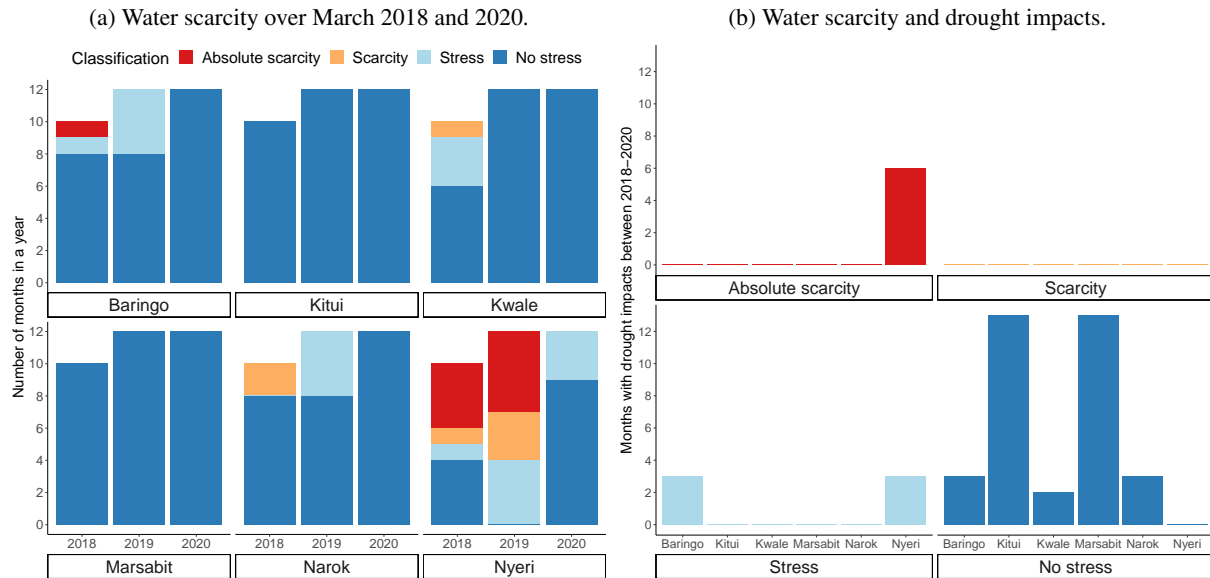 (a) Water scarcity over March 2018 and 2020.
Classification Absolute scarcity Scarcity Stress No stress
Number of months in a year
12
10
8
6
4
2
0
Baringo Kitui Kwale
12
10
8
6
4
2
0
2018 2019 2020 2018 2019 2020 2018 2019 2020
Marsabit Narok Nyeri
(b) Water scarcity and drought impacts.
Months with drought impacts between 2018−2020
12
10
8
6
4
2
0
Absolute scarcity Scarcity
12
10
8
6
4
2
0
Baringo Kitui Kwale Marsabit Narok Nyeri Baringo Kitui Kwale Marsabit Narok Nyeri
Stress No stress